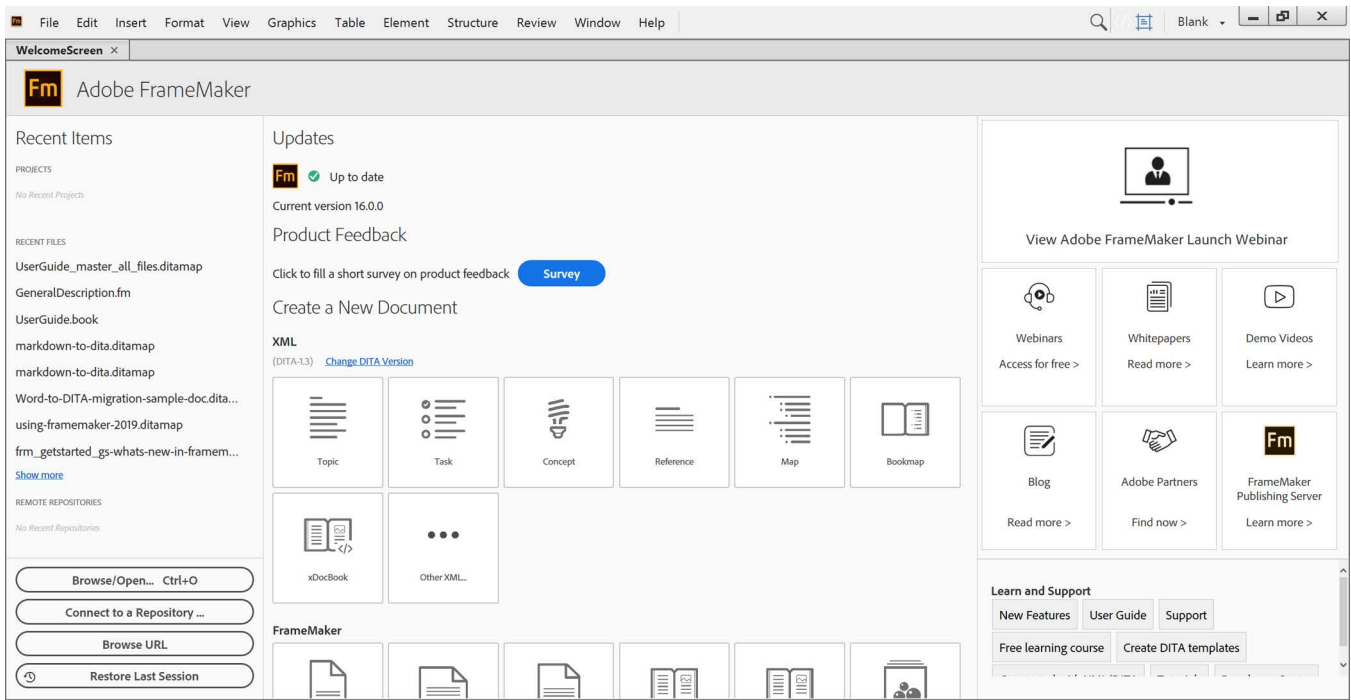 File Edit Insert Format View Graphics Table Element Structure Review Window Help
Blank
WelcomeScreen ×
Fm Adobe FrameMaker
Recent Items
PROJECTS
No Recent Projects
RECENT FILES
UserGuide_master_all_files.ditamap
GeneralDescription.fm
UserGuide.book
markdown-to-dita.ditamap
markdown-to-dita.ditamap
Word-to-DITA-migration-sample-doc.dita...
using-framemaker-2019.ditamap
frm_getstarted_gs-whats-new-in-framem...
Show more
REMOTE REPOSITORIES
No Recent Repositories
Browse/Open... Ctrl+O
Connect to a Repository ...
Browse URL
Restore Last Session
Updates
Fm Up to date
Current version 16.0.0
Product Feedback
Click to fill a short survey on product feedback Survey
Create a New Document
XML
(DITA-1.3) Change DITA Version
Topic Task Concept Reference Map Bookmap
xDocBook Other XML...
FrameMaker
View Adobe FrameMaker Launch Webinar
Webinars
Access for free >
Whitepapers
Read more >
Demo Videos
Learn more >
Blog
Read more >
Adobe Partners
Find now >
Fm
FrameMaker
Publishing Server
Learn more >
Learn and Support
New Features User Guide Support
Free learning course Create DITA templates